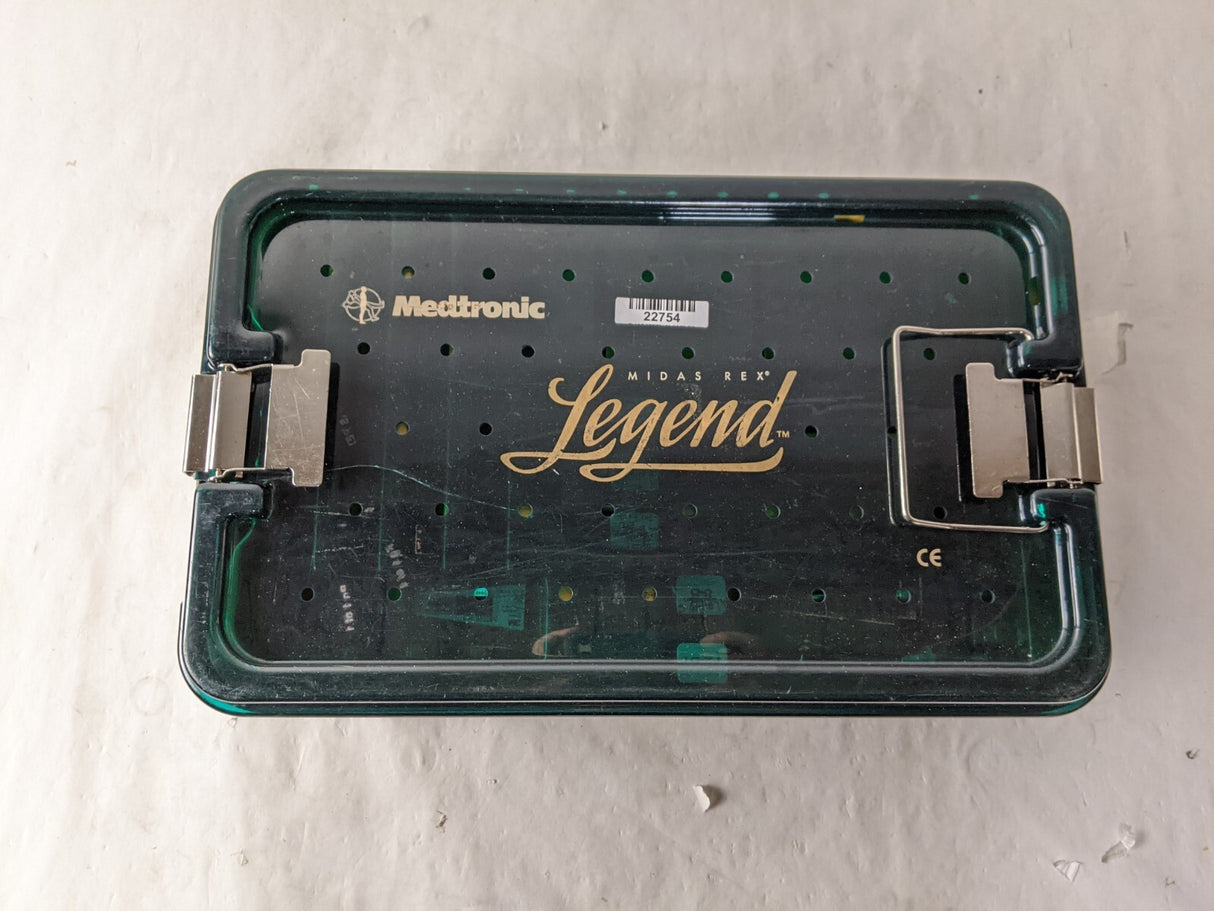 Medtronic
22754
MIDAS REX®
Legend™
CE